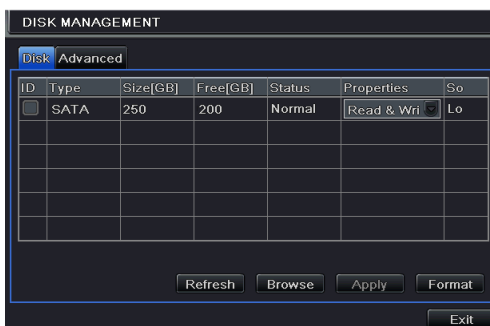 DISK MANAGEMENT
Disk Advanced
ID Type Size[GB] Free[GB] Status Properties So
SATA 250 200 Normal Read & Wri Lo
Refresh Browse Apply Format
Exit